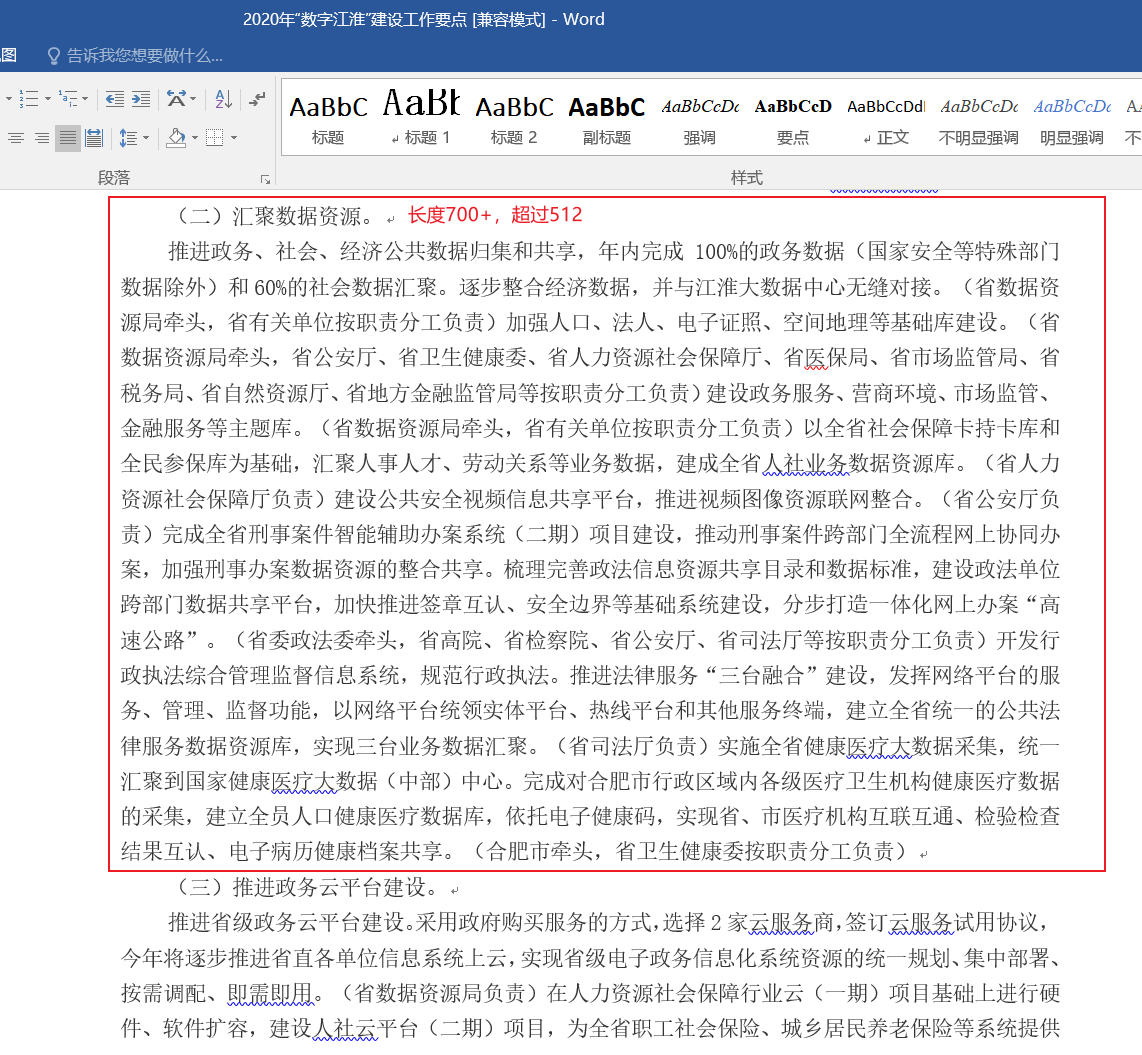 2020年“数字江淮”建设工作要点 [兼容模式] - Word
图 告诉我您想要做什么...
AaBbC AaBb AaBbC AaBbC AaBbCcDc AaBbCcD AaBbCcDdI AaBbCcDc AaBbCcDc
标题 标题 1 标题 2 副标题 强调 要点 正文 不明显强调 明显强调 不
段落 样式
（二）汇聚数据资源。 长度700+，超过512
推进政务、社会、经济公共数据归集和共享，年内完成 100%的政务数据（国家安全等特殊部门
数据除外）和 60%的社会数据汇聚。逐步整合经济数据，并与江淮大数据中心无缝对接。（省数据资
源局牵头，省有关单位按职责分工负责）加强人口、法人、电子证照、空间地理等基础库建设。（省
数据资源局牵头，省公安厅、省卫生健康委、省人力资源社会保障厅、省医保局、省市场监管局、省
税务局、省自然资源厅、省地方金融监管局等按职责分工负责）建设政务服务、营商环境、市场监管、
金融服务等主题库。（省数据资源局牵头，省有关单位按职责分工负责）以全省社会保障卡持卡库和
全民参保库为基础，汇聚人事人才、劳动关系等业务数据，建成全省人社业务数据资源库。（省人力
资源社会保障厅负责）建设公共安全视频信息共享平台，推进视频图像资源联网整合。（省公安厅负
责）完成全省刑事案件智能辅助办案系统（二期）项目建设，推动刑事案件跨部门全流程网上协同办
案，加强刑事办案数据资源的整合共享。梳理完善政法信息资源共享目录和数据标准，建设政法单位
跨部门数据共享平台，加快推进签章互认、安全边界等基础系统建设，分步打造一体化网上办案“高
速公路”。（省委政法委牵头，省高院、省检察院、省公安厅、省司法厅等按职责分工负责）开发行
政执法综合管理监督信息系统，规范行政执法。推进法律服务“三台融合”建设，发挥网络平台的服
务、管理、监督功能，以网络平台统领实体平台、热线平台和其他服务终端，建立全省统一的公共法
律服务数据资源库，实现三台业务数据汇聚。（省司法厅负责）实施全省健康医疗大数据采集，统一
汇聚到国家健康医疗大数据（中部）中心。完成对合肥市行政区域内各级医疗卫生机构健康医疗数据
的采集，建立全员人口健康医疗数据库，依托电子健康码，实现省、市医疗机构互联互通、检验检查
结果互认、电子病历健康档案共享。（合肥市牵头，省卫生健康委按职责分工负责）
（三）推进政务云平台建设。
推进省级政务云平台建设。采用政府购买服务的方式，选择 2 家云服务商，签订云服务试用协议，
今年将逐步推进省直各单位信息系统上云，实现省级电子政务信息化系统资源的统一规划、集中部署、
按需调配、即需即用。（省数据资源局负责）在人力资源社会保障行业云（一期）项目基础上进行硬
件、软件扩容，建设人社云平台（二期）项目，为全省职工社会保险、城乡居民养老保险等系统提供